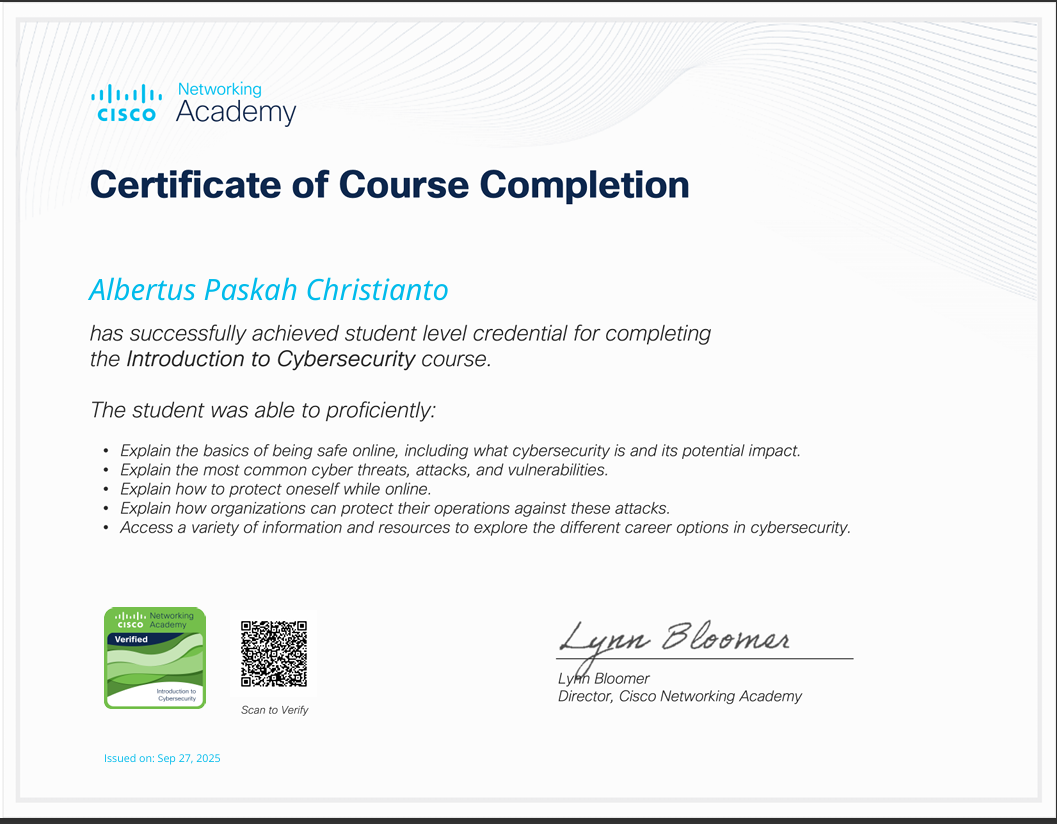 CISCO Networking Academy
Certificate of Course Completion
Albertus Paskah Christianto
has successfully achieved student level credential for completing
the Introduction to Cybersecurity course.
The student was able to proficiently:
• Explain the basics of being safe online, including what cybersecurity is and its potential impact.
• Explain the most common cyber threats, attacks, and vulnerabilities.
• Explain how to protect oneself while online.
• Explain how organizations can protect their operations against these attacks.
• Access a variety of information and resources to explore the different career options in cybersecurity.
CISCO Networking Academy
Verified
Introduction to
Cybersecurity
Scan to Verify
Lynn Bloomer
Lynn Bloomer
Director, Cisco Networking Academy
Issued on: Sep 27, 2025